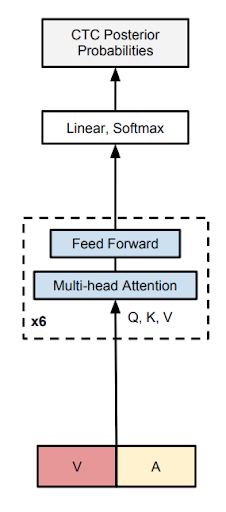 CTC Posterior
Probabilities
Linear, Softmax
Feed Forward
Multi-head Attention
Q, K, V
x6
V
A